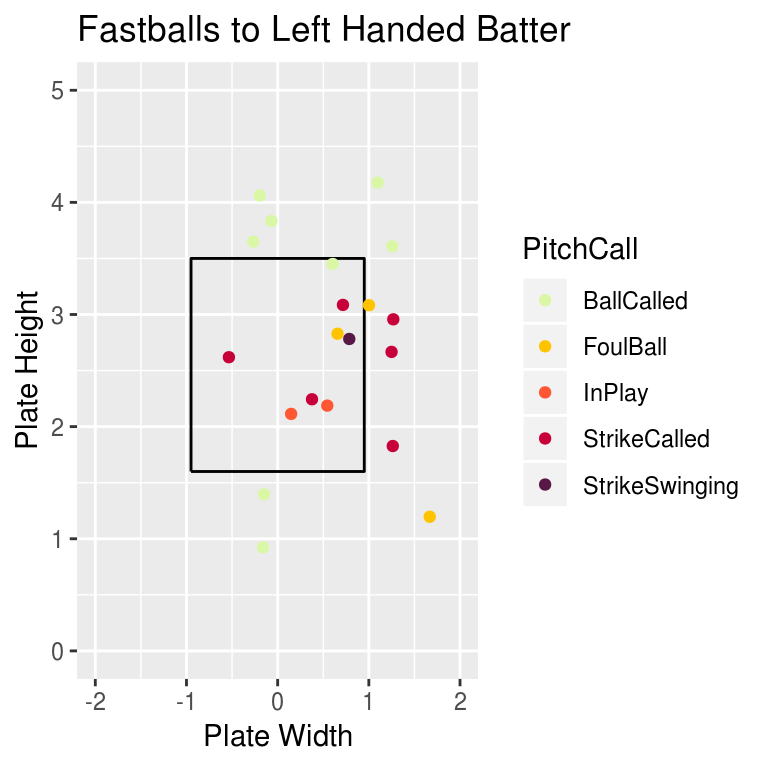 Fastballs to Left Handed Batter
5
4
3
2
1
0
Plate Height
-2 -1 0 1 2
Plate Width
PitchCall
BallCalled
FoulBall
InPlay
StrikeCalled
StrikeSwinging